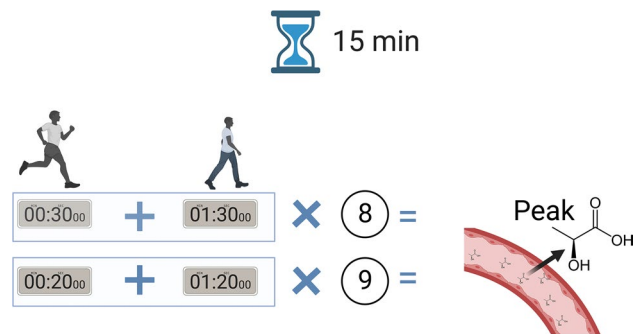 15 min
00:30 00 + 01:30 00 × 8 =
00:20 00 + 01:20 00 × 9 =
Peak
O
OH
OH